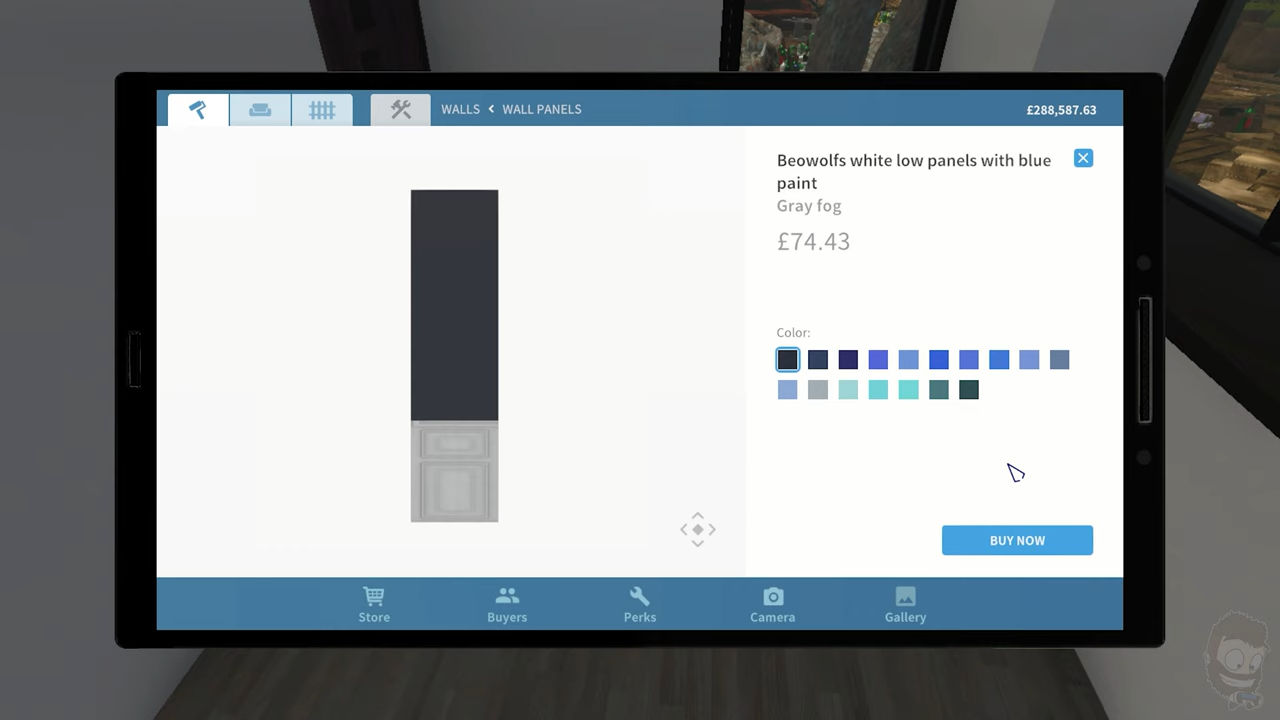 WALLS < WALL PANELS
£288,587.63
Beowolfs white low panels with blue
paint
Gray fog
£74.43
Color:
BUY NOW
Store
Buyers
Perks
Camera
Gallery